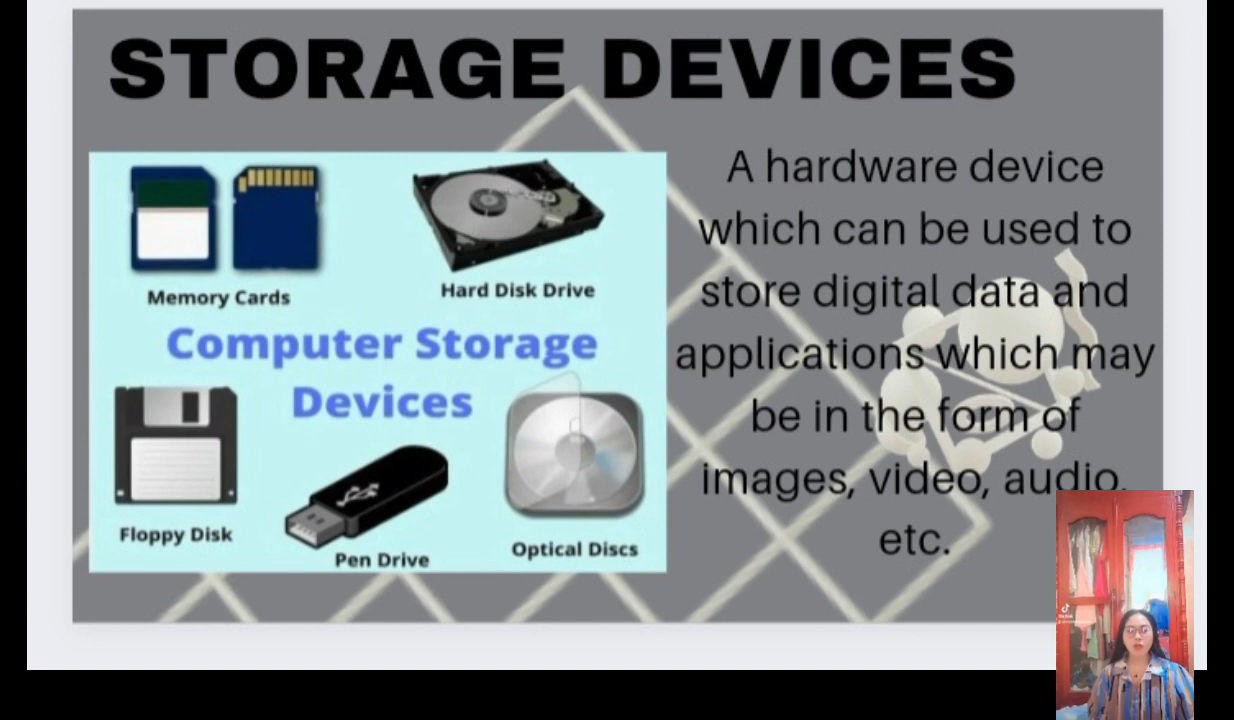 STORAGE DEVICES
Memory Cards
Hard Disk Drive
Computer Storage
Devices
Floppy Disk
Pen Drive
Optical Discs
A hardware device
which can be used to
store digital data and
applications which may
be in the form of
images, video, audio,
etc.